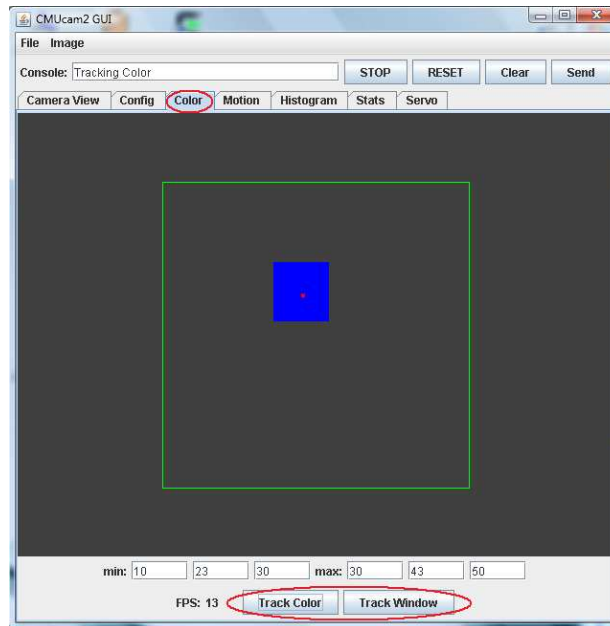 CMUcam2 GUI
File Image
Console: Tracking Color STOP RESET Clear Send
Camera View Config Color Motion Histogram Stats Servo
min: 10 23 30 max: 30 43 50
FPS: 13 Track Color Track Window